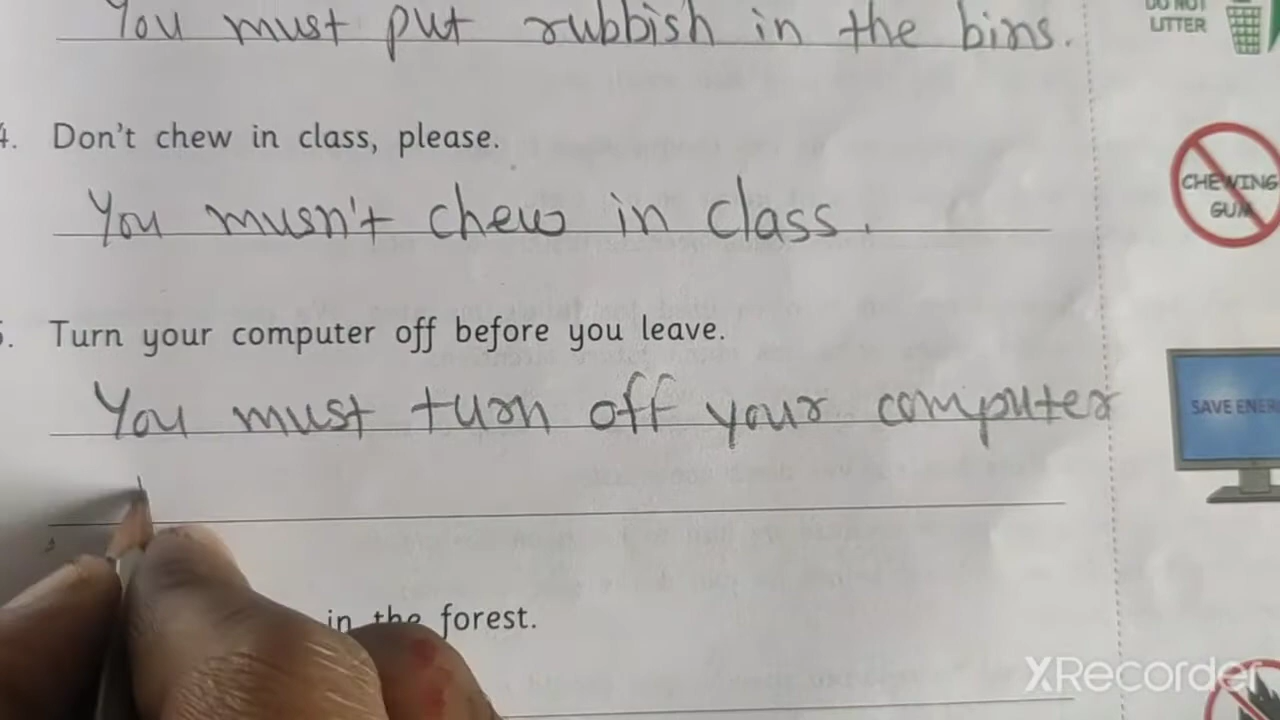 DO NOT
LITTER
You must put rubbish in the bins.
4. Don't chew in class, please.
CHEWING
GUM
You musn't chew in class.
5. Turn your computer off before you leave.
You must turn off your computer
SAVE ENER
in the forest.
XRecorder